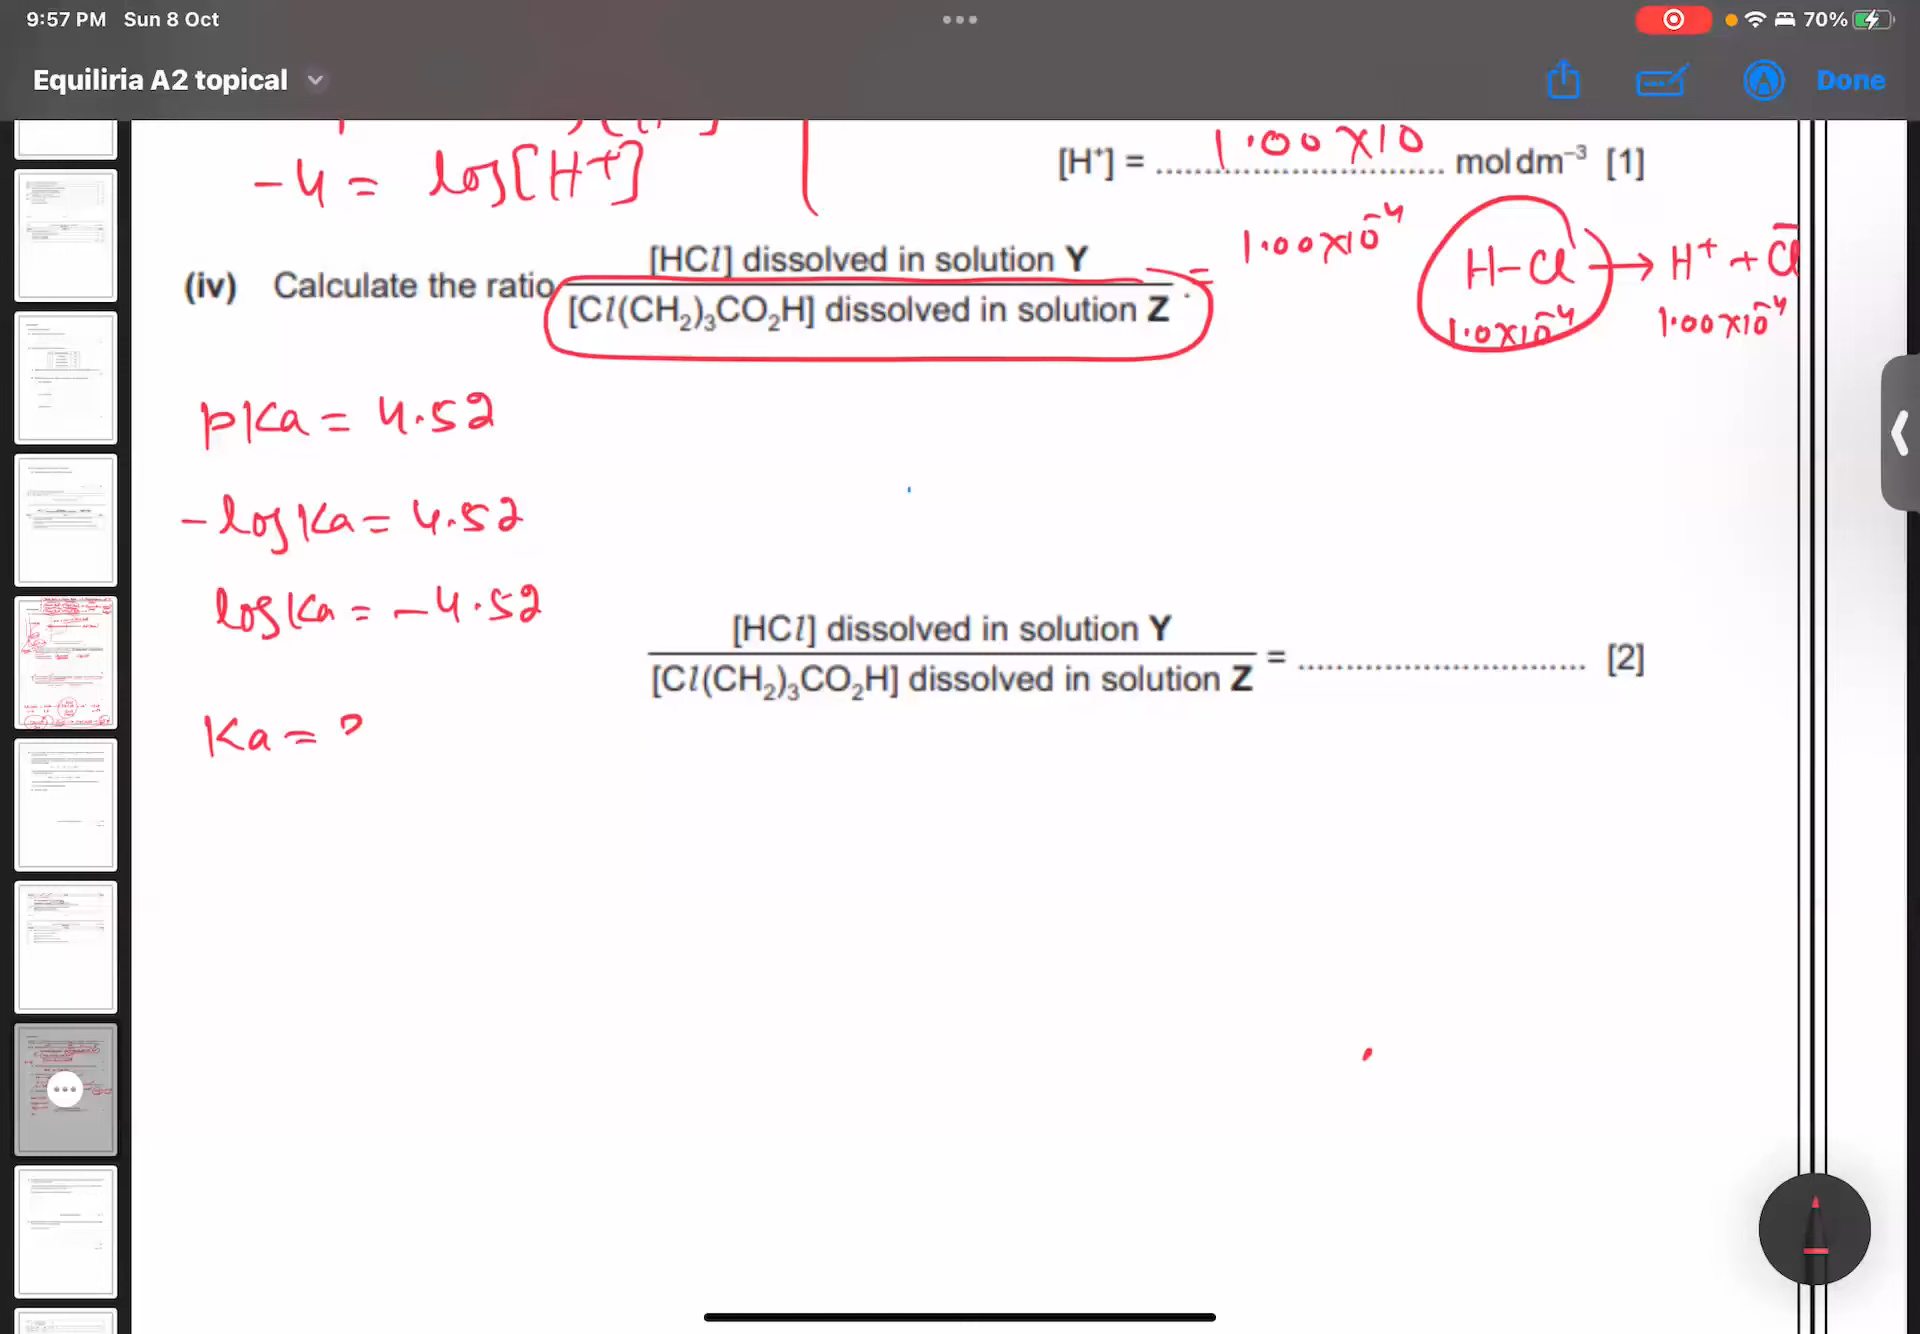 9:57 PM Sun 8 Oct
70%
Equiliria A2 topical
Done
-4 = log[H+]
[H⁺] = .............................. mol dm⁻³ [1]
1.00 x10
1.00x10⁻⁴
H-Cl → H⁺ + Cl⁻
1.0x10⁻⁴
1.00x10⁻⁴
(iv) Calculate the ratio
[HCl] dissolved in solution Y
[Cl(CH₂)₃CO₂H] dissolved in solution Z
.
=
pKa = 4.52
-log Ka = 4.52
log Ka = -4.52
Ka = ?
[HCl] dissolved in solution Y
[Cl(CH₂)₃CO₂H] dissolved in solution Z
= .............................. [2]